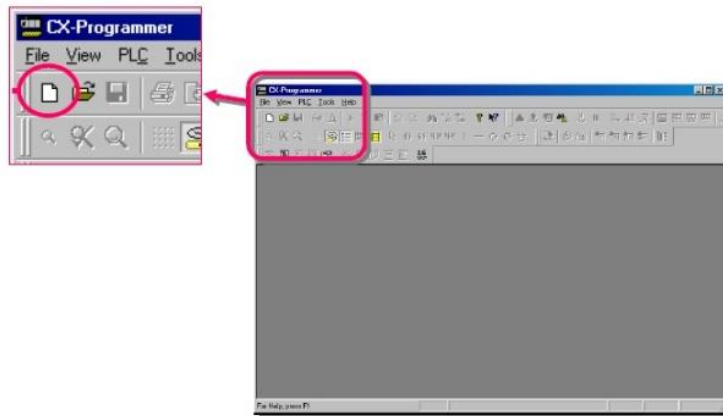 CX-Programmer
File View PLC Tools
CX-Programmer
File View PLC Tools Help
For Help, press F1